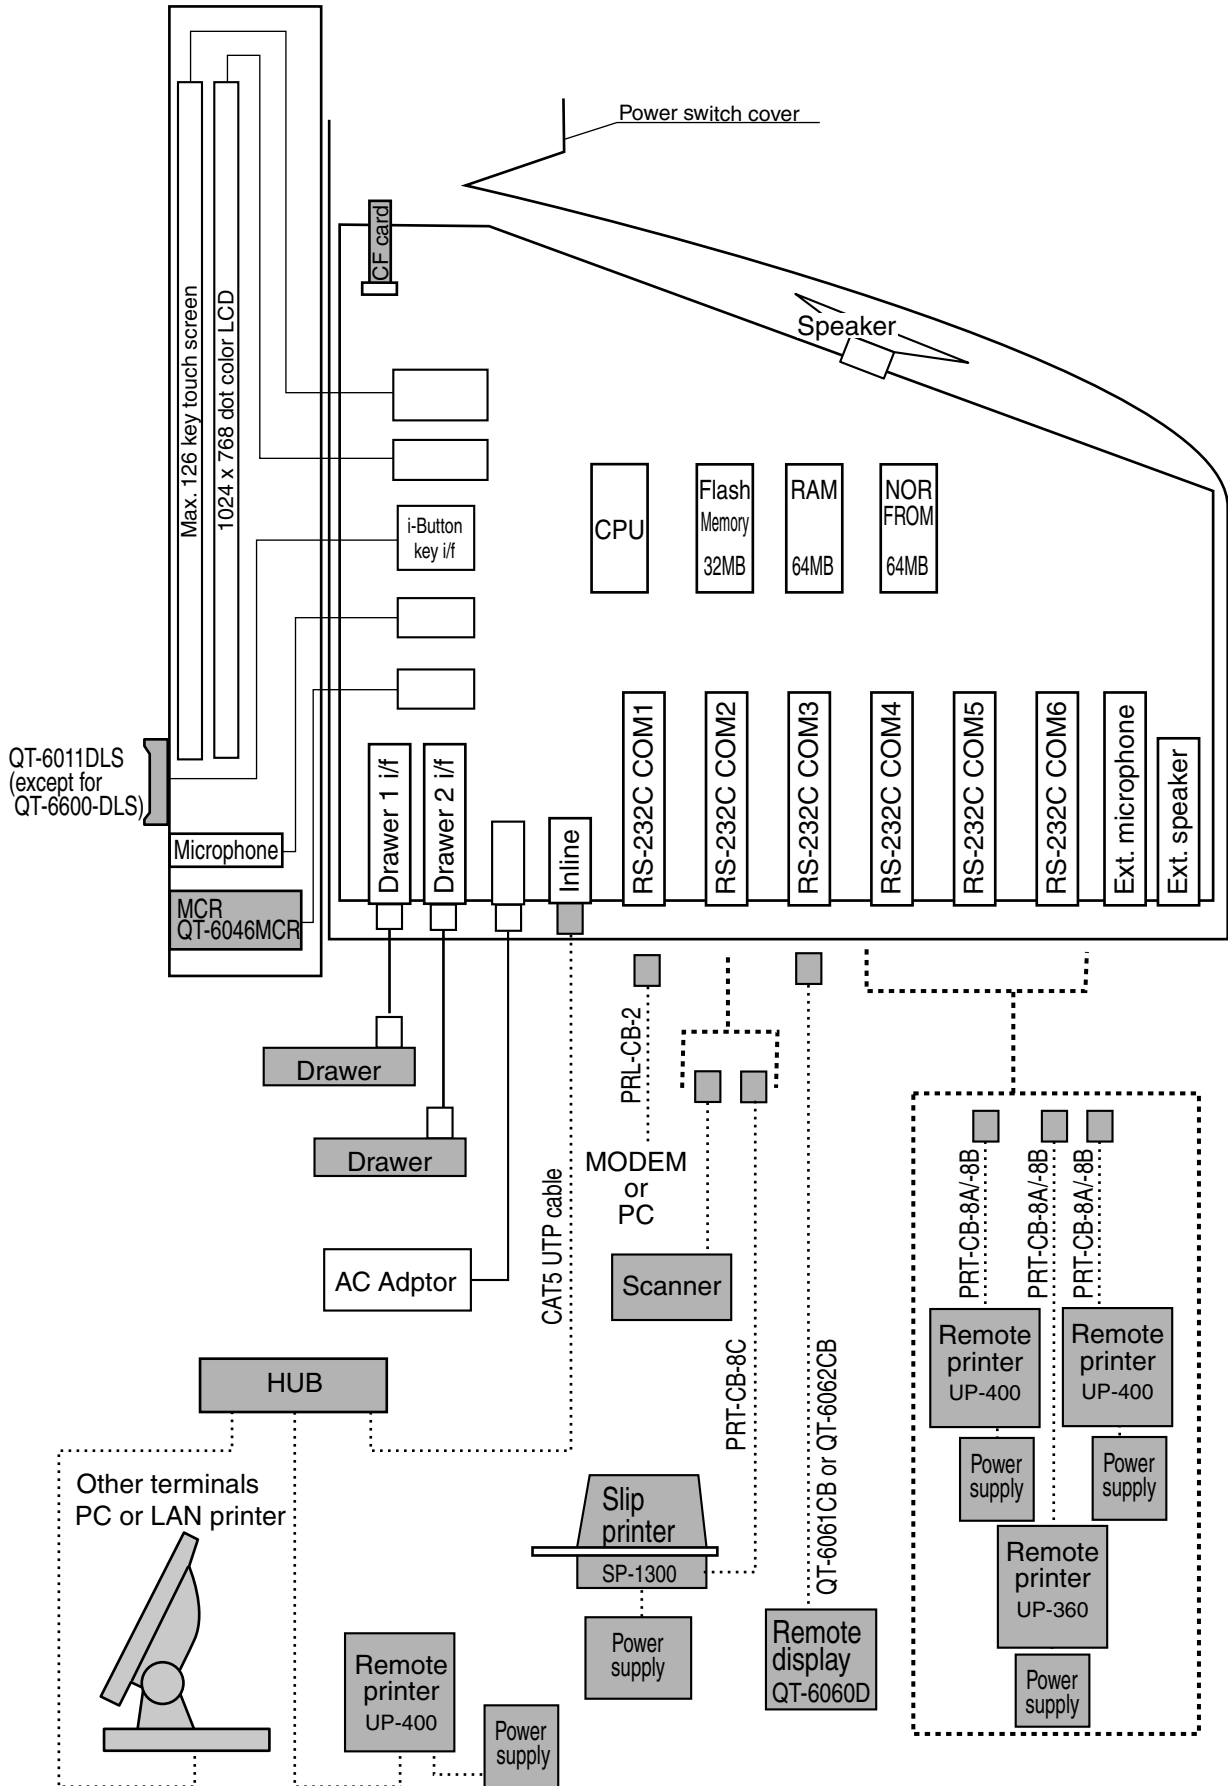 Power switch cover
CF card
Speaker
Max. 126 key touch screen
1024 x 768 dot color LCD
i-Button
key i/f
CPU
Flash
Memory
32MB
RAM
64MB
NOR
FROM
64MB
QT-6011DLS
(except for
QT-6600-DLS)
Microphone
MCR
QT-6046MCR
Drawer 1 i/f
Drawer 2 i/f
Inline
RS-232C COM1
RS-232C COM2
RS-232C COM3
RS-232C COM4
RS-232C COM5
RS-232C COM6
Ext. microphone
Ext. speaker
Drawer
Drawer
AC Adptor
CAT5 UTP cable
PRL-CB-2
MODEM
or
PC
Scanner
PRT-CB-8C
QT-6061CB or QT-6062CB
PRT-CB-8A/-8B
PRT-CB-8A/-8B
PRT-CB-8A/-8B
Remote
printer
UP-400
Remote
printer
UP-400
Power
supply
Power
supply
Remote
printer
UP-360
Power
supply
HUB
Other terminals
PC or LAN printer
Slip
printer
SP-1300
Power
supply
Remote
display
QT-6060D
Remote
printer
UP-400
Power
supply